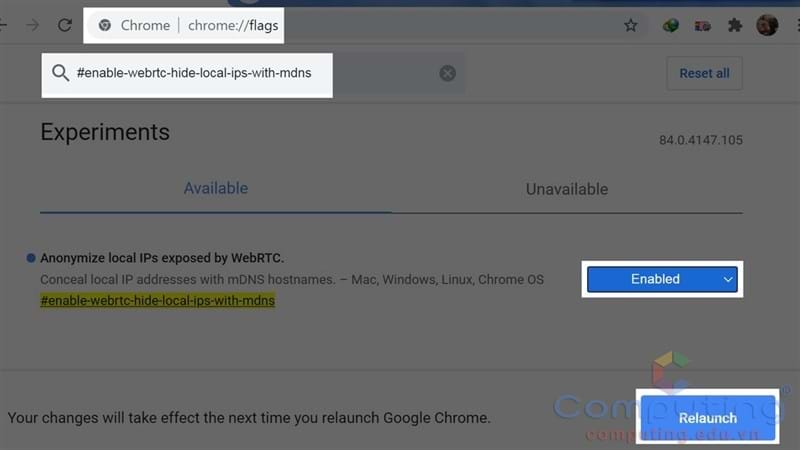 Chrome | chrome://flags
#enable-webrtc-hide-local-ips-with-mdns
Reset all
Experiments
84.0.4147.105
Available
Unavailable
Anonymize local IPs exposed by WebRTC.
Conceal local IP addresses with mDNS hostnames. – Mac, Windows, Linux, Chrome OS
Enabled
#enable-webrtc-hide-local-ips-with-mdns
Your changes will take effect the next time you relaunch Google Chrome.
Relaunch
Computing®
computing.edu.vn